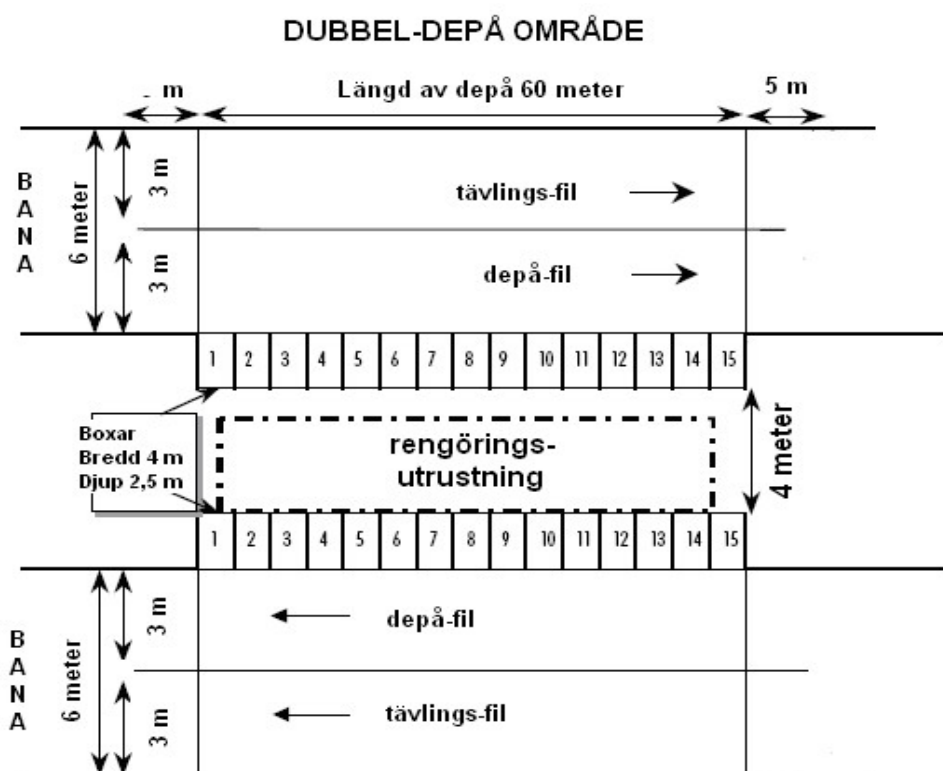 DUBBEL-DEPÅ OMRÅDE
m
Längd av depå 60 meter
5 m
BANA
6 meter
3 m
3 m
tävlings-fil
depå-fil
1 2 3 4 5 6 7 8 9 10 11 12 13 14 15
Boxar
Bredd 4 m
Djup 2,5 m
rengörings-
utrustning
4 meter
1 2 3 4 5 6 7 8 9 10 11 12 13 14 15
BANA
6 meter
3 m
3 m
depå-fil
tävlings-fil